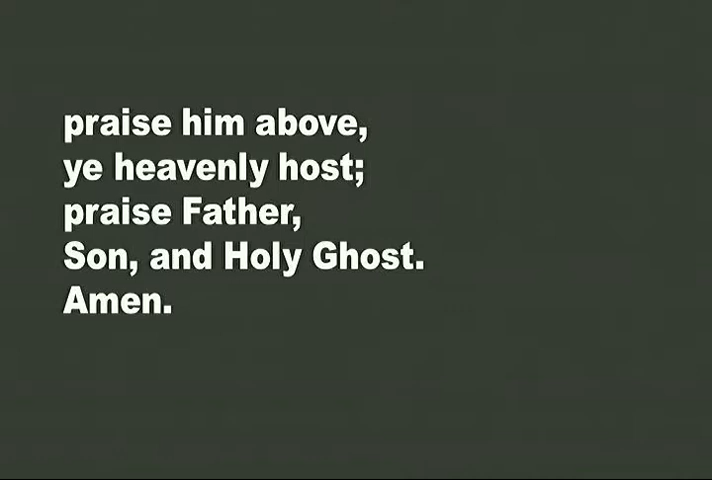 praise him above,
ye heavenly host;
praise Father,
Son, and Holy Ghost.
Amen.